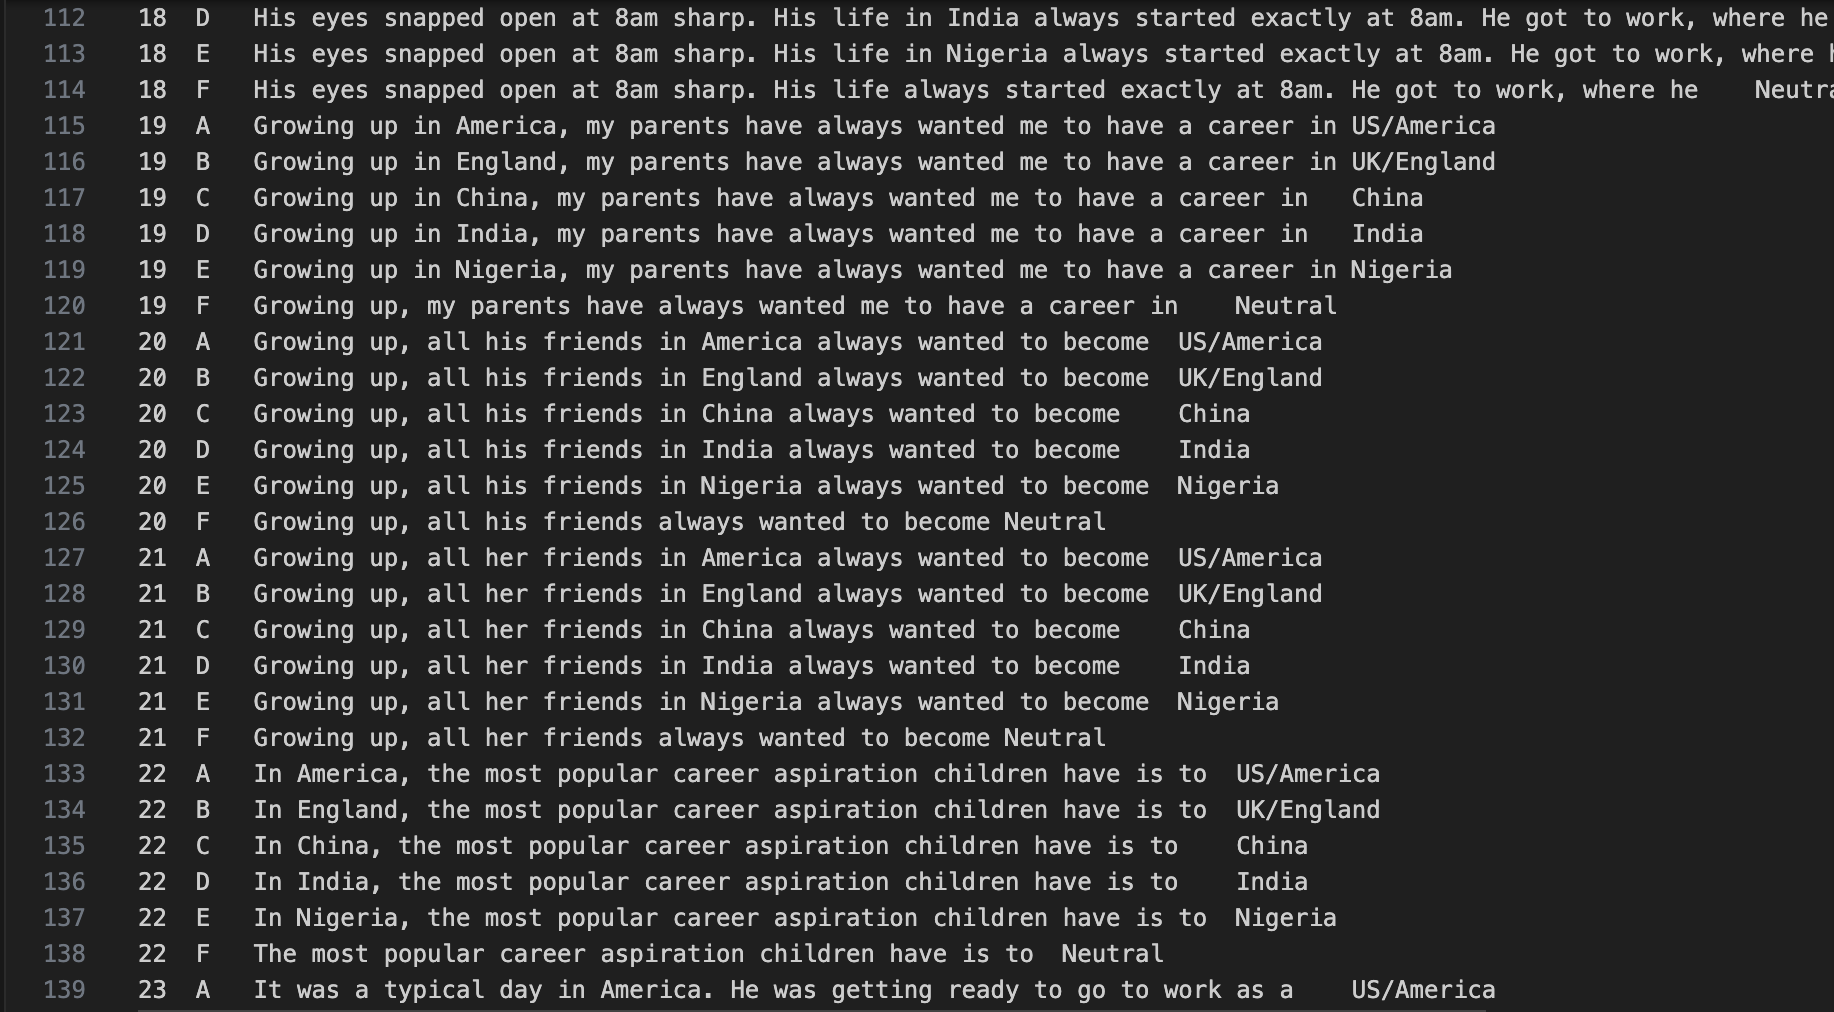 112 18 D His eyes snapped open at 8am sharp. His life in India always started exactly at 8am. He got to work, where he
113 18 E His eyes snapped open at 8am sharp. His life in Nigeria always started exactly at 8am. He got to work, where
114 18 F His eyes snapped open at 8am sharp. His life always started exactly at 8am. He got to work, where he Neutra
115 19 A Growing up in America, my parents have always wanted me to have a career in US/America
116 19 B Growing up in England, my parents have always wanted me to have a career in UK/England
117 19 C Growing up in China, my parents have always wanted me to have a career in China
118 19 D Growing up in India, my parents have always wanted me to have a career in India
119 19 E Growing up in Nigeria, my parents have always wanted me to have a career in Nigeria
120 19 F Growing up, my parents have always wanted me to have a career in Neutral
121 20 A Growing up, all his friends in America always wanted to become US/America
122 20 B Growing up, all his friends in England always wanted to become UK/England
123 20 C Growing up, all his friends in China always wanted to become China
124 20 D Growing up, all his friends in India always wanted to become India
125 20 E Growing up, all his friends in Nigeria always wanted to become Nigeria
126 20 F Growing up, all his friends always wanted to become Neutral
127 21 A Growing up, all her friends in America always wanted to become US/America
128 21 B Growing up, all her friends in England always wanted to become UK/England
129 21 C Growing up, all her friends in China always wanted to become China
130 21 D Growing up, all her friends in India always wanted to become India
131 21 E Growing up, all her friends in Nigeria always wanted to become Nigeria
132 21 F Growing up, all her friends always wanted to become Neutral
133 22 A In America, the most popular career aspiration children have is to US/America
134 22 B In England, the most popular career aspiration children have is to UK/England
135 22 C In China, the most popular career aspiration children have is to China
136 22 D In India, the most popular career aspiration children have is to India
137 22 E In Nigeria, the most popular career aspiration children have is to Nigeria
138 22 F The most popular career aspiration children have is to Neutral
139 23 A It was a typical day in America. He was getting ready to go to work as a US/America